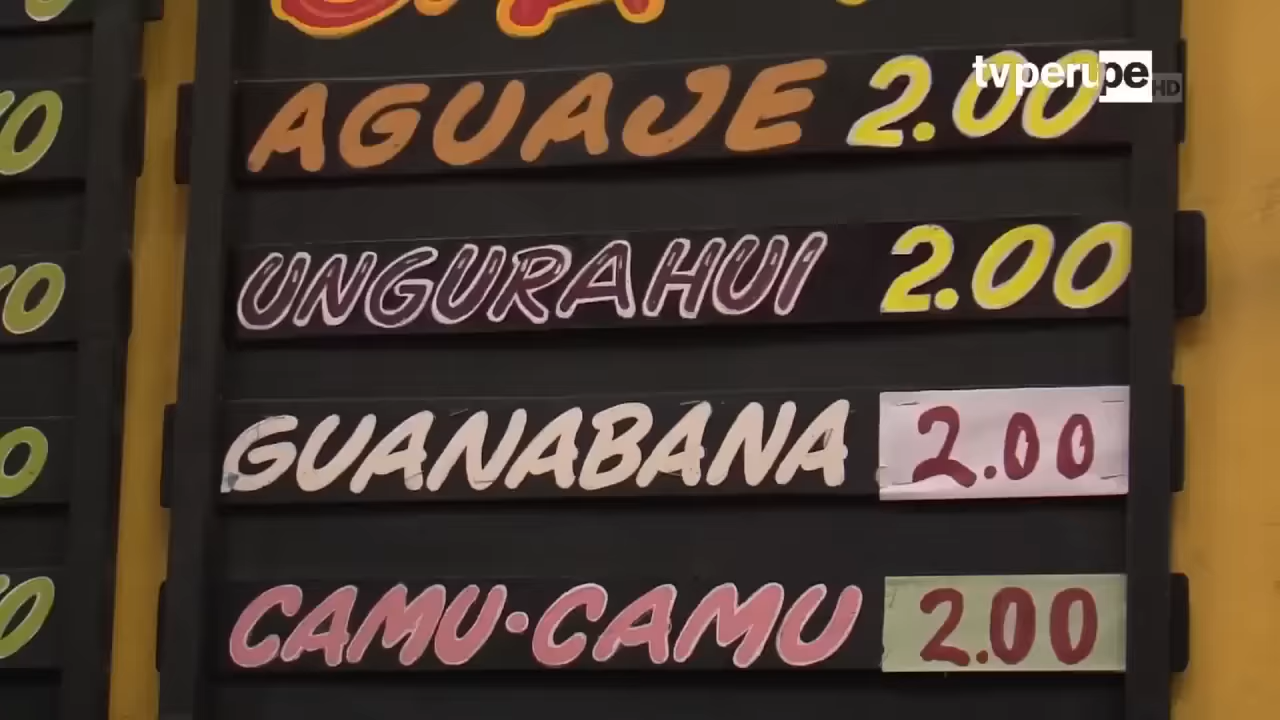 tvperupe HD
AGUAJE 2.00
UNGURAHUI 2.00
GUANABANA 2.00
CAMU·CAMU 2.00